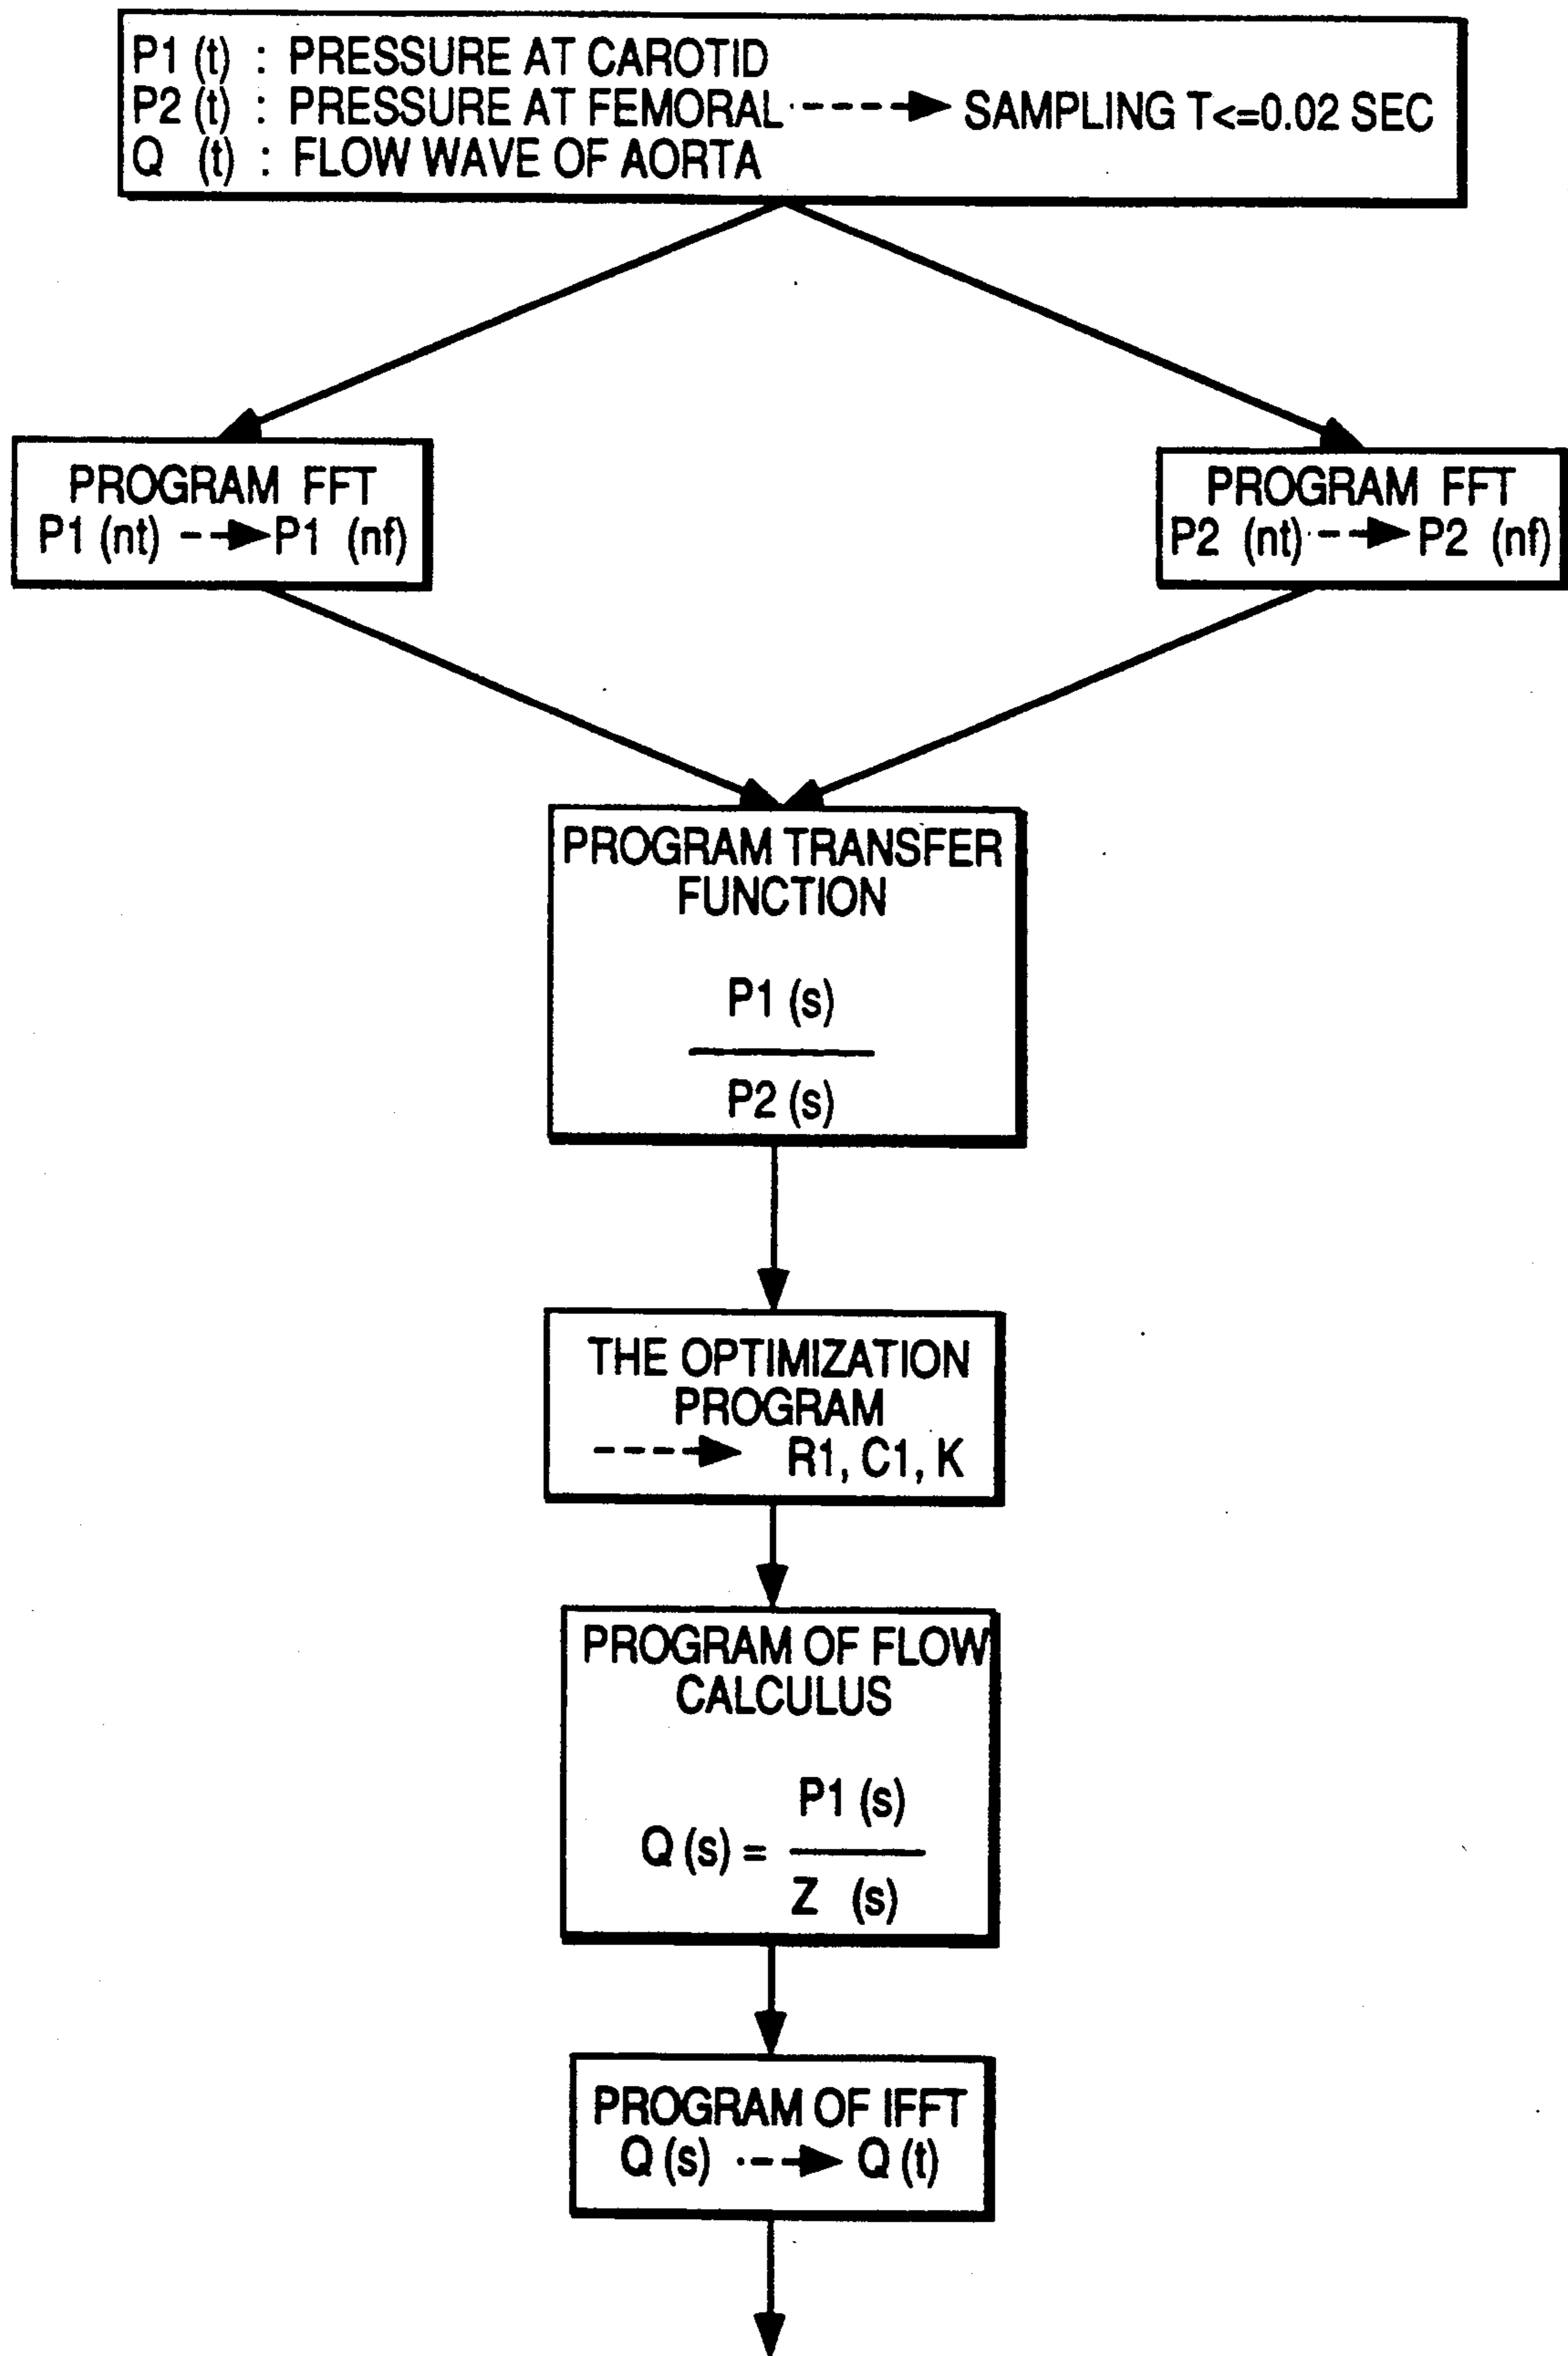 P1 (t) : PRESSURE AT CAROTID
P2 (t) : PRESSURE AT FEMORAL SAMPLING T<=0.02 SEC
Q (t) : FLOW WAVE OF AORTA
PROGRAM FFT
P1 (nt) P1 (nf)
PROGRAM FFT
P2 (nt) P2 (nf)
PROGRAM TRANSFER
FUNCTION
P1 (s)
P2 (s)
THE OPTIMIZATION
PROGRAM
R1, C1, K
PROGRAM OF FLOW
CALCULUS
P1 (s)
Q (s) =
Z (s)
PROGRAM OF IFFT
Q (s) Q (t)